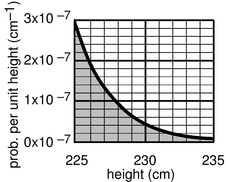 prob. per unit height (cm⁻¹)
3x10 ⁻⁷
2x10 ⁻⁷
1x10 ⁻⁷
0x10 ⁻⁷
225 230 235
height (cm)